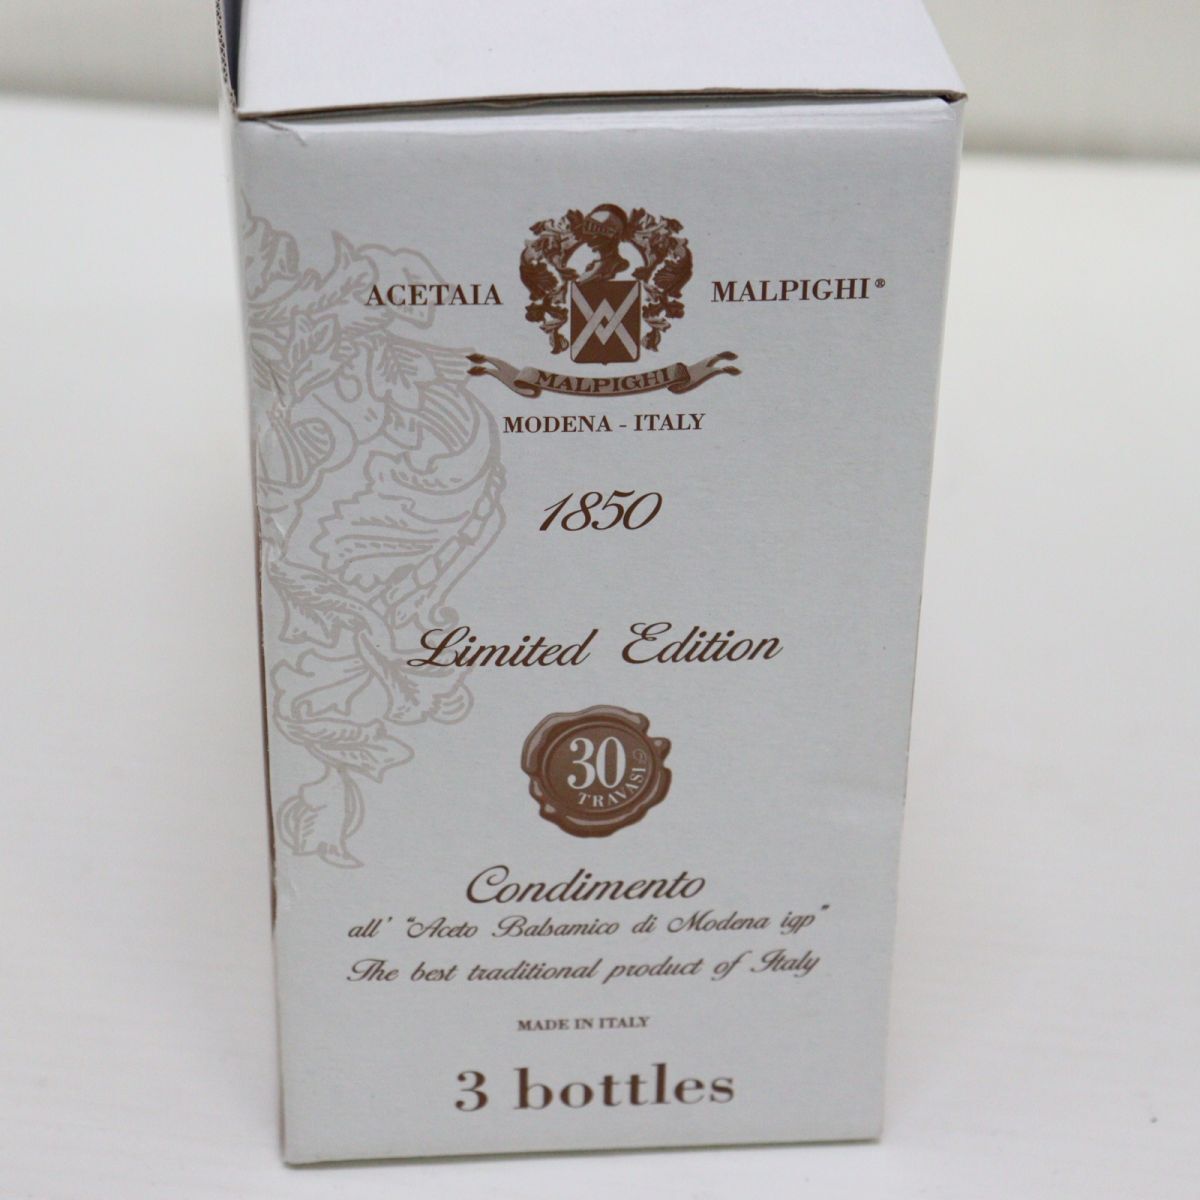 ACETAIA MALPIGHI®
MALPIGHI
MODENA - ITALY
1850
Limited Edition
30
TRAVASI
Condimento
all' "Aceto Balsamico di Modena igp"
The best traditional product of Italy
MADE IN ITALY
3 bottles